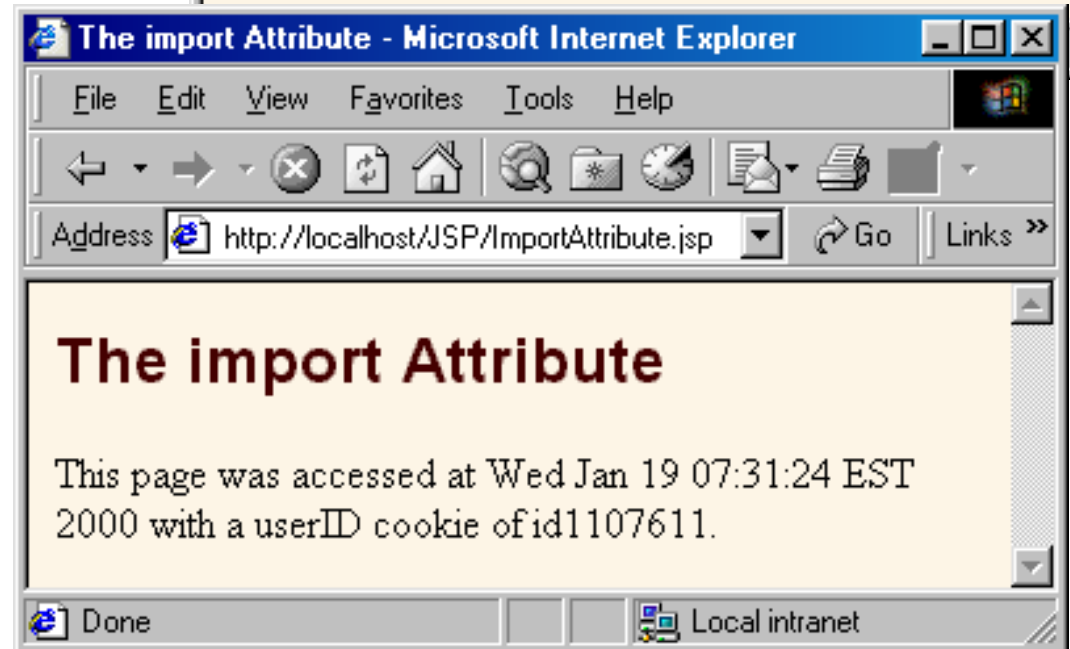 The import Attribute - Microsoft Internet Explorer
File Edit View Favorites Tools Help
Address http://localhost/JSP/ImportAttribute.jsp Go Links »
The import Attribute
This page was accessed at Wed Jan 19 07:31:24 EST
2000 with a userID cookie of id1107611.
Done Local intranet